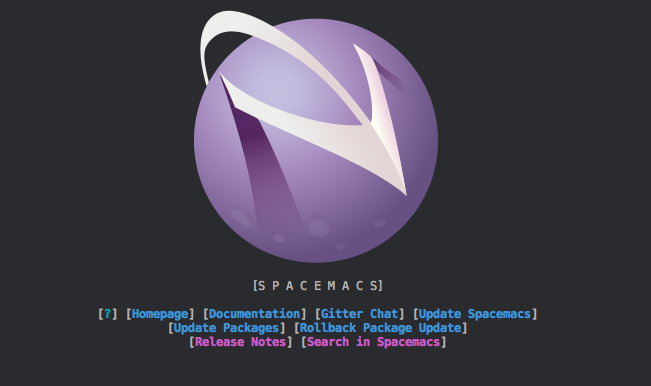 [S P A C E M A C S]
[?] [Homepage] [Documentation] [Gitter Chat] [Update Spacemacs]
[Update Packages] [Rollback Package Update]
[Release Notes] [Search in Spacemacs]